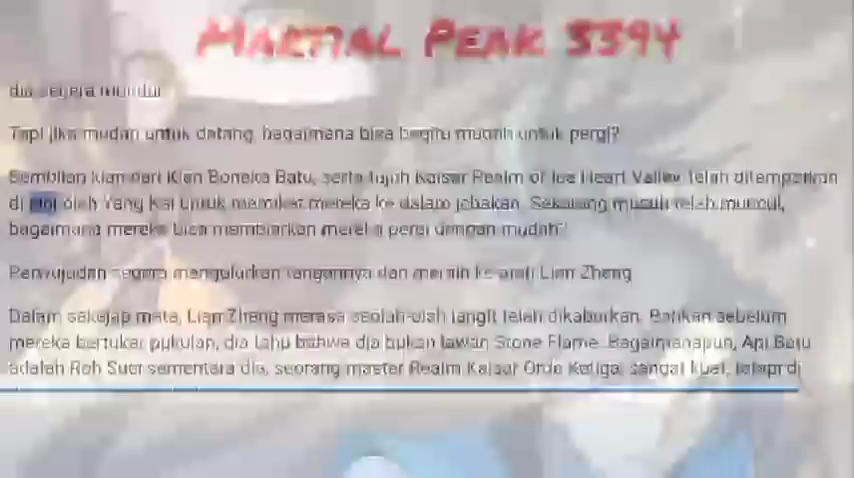 MARTIAL PEAK 3394
dia segera mundur
Tapi jika mudah untuk datang, bagaimana bisa begitu mudah untuk pergi?
Sembilan klan dari Klan Boneka Batu, serta tujuh Kaisar Realm of Ice Heart Valley telah ditempatkan
di sini oleh Yang Kai untuk memikat mereka ke dalam jebakan. Sekarang musuh telah muncul,
bagaimana mereka bisa membiarkan mereka pergi dengan mudah?
Perwujudan segera mengulurkan tangannya dan meraih ke arah Lian Zheng
Dalam sekejap mata, Lian Zheng merasa seolah-olah langit telah dikaburkan. Bahkan sebelum
mereka bertukar pukulan, dia tahu bahwa dia bukan lawan Stone Flame. Bagaimanapun, Api Batu
adalah Roh Suci sementara dia, seorang master Realm Kaisar Orde Ketiga, sangat kuat, tetapi di